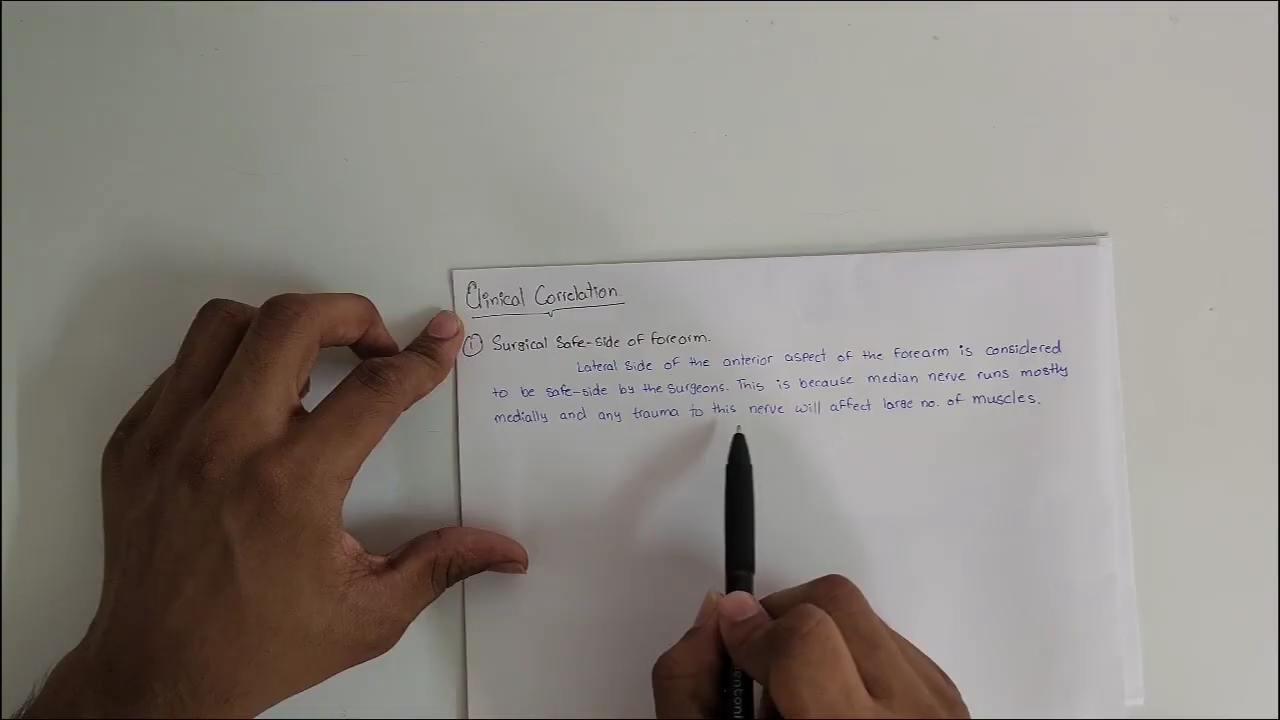 Clinical Correlation
① Surgical Safe-side of forearm.
Lateral side of the anterior aspect of the forearm is considered
to be safe-side by the surgeons. This is because median nerve runs mostly
medially and any trauma to this nerve will affect large no. of muscles.